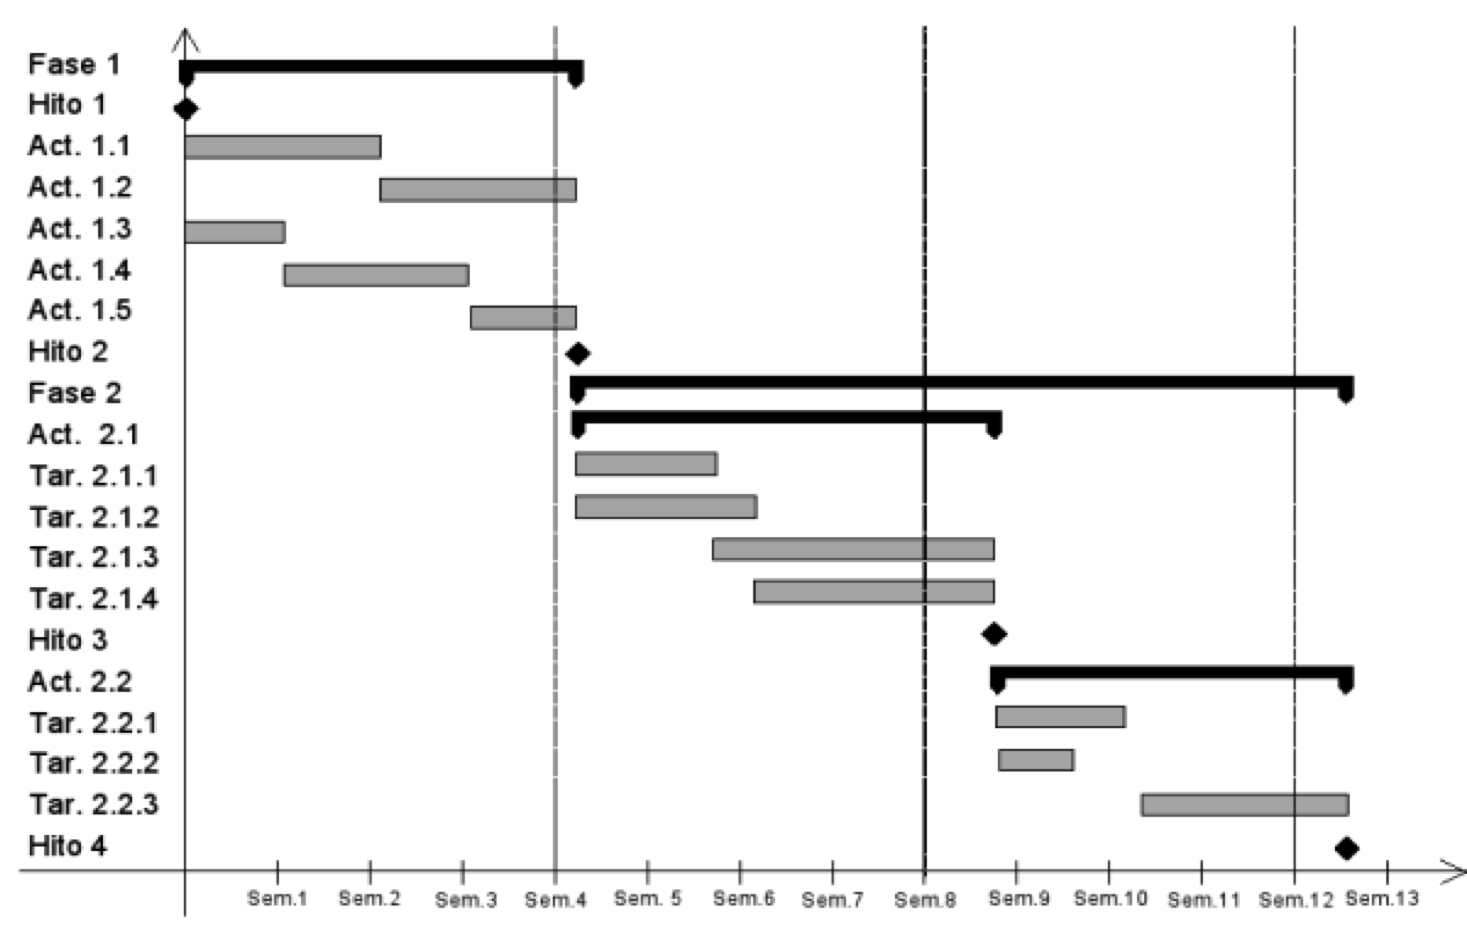 Fase 1
Hito 1
Act. 1.1
Act. 1.2
Act. 1.3
Act. 1.4
Act. 1.5
Hito 2
Fase 2
Act. 2.1
Tar. 2.1.1
Tar. 2.1.2
Tar. 2.1.3
Tar. 2.1.4
Hito 3
Act. 2.2
Tar. 2.2.1
Tar. 2.2.2
Tar. 2.2.3
Hito 4
Sem.1 Sem.2 Sem.3 Sem.4 Sem. 5 Sem.6 Sem.7 Sem.8 Sem.9 Sem.10 Sem.11 Sem.12 Sem.13